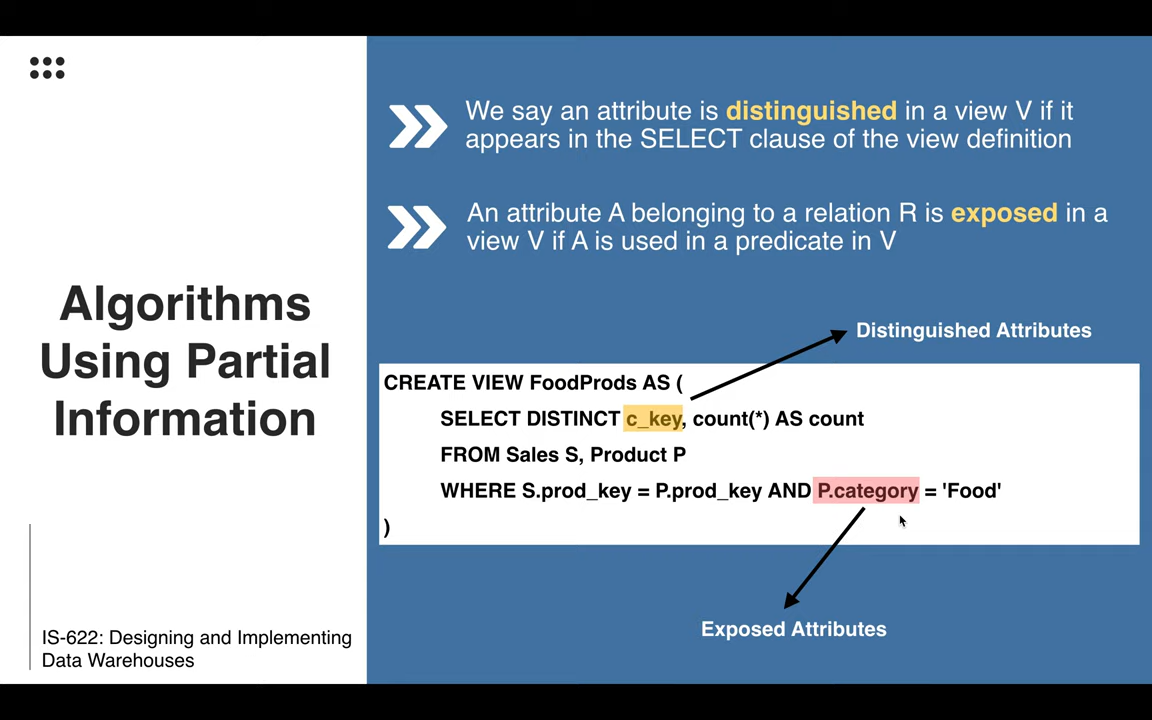 We say an attribute is distinguished in a view V if it
appears in the SELECT clause of the view definition
An attribute A belonging to a relation R is exposed in a
view V if A is used in a predicate in V
Algorithms
Using Partial
Information
Distinguished Attributes
CREATE VIEW FoodProds AS (
SELECT DISTINCT c_key, count(*) AS count
FROM Sales S, Product P
WHERE S.prod_key = P.prod_key AND P.category = 'Food'
)
Exposed Attributes
IS-622: Designing and Implementing
Data Warehouses